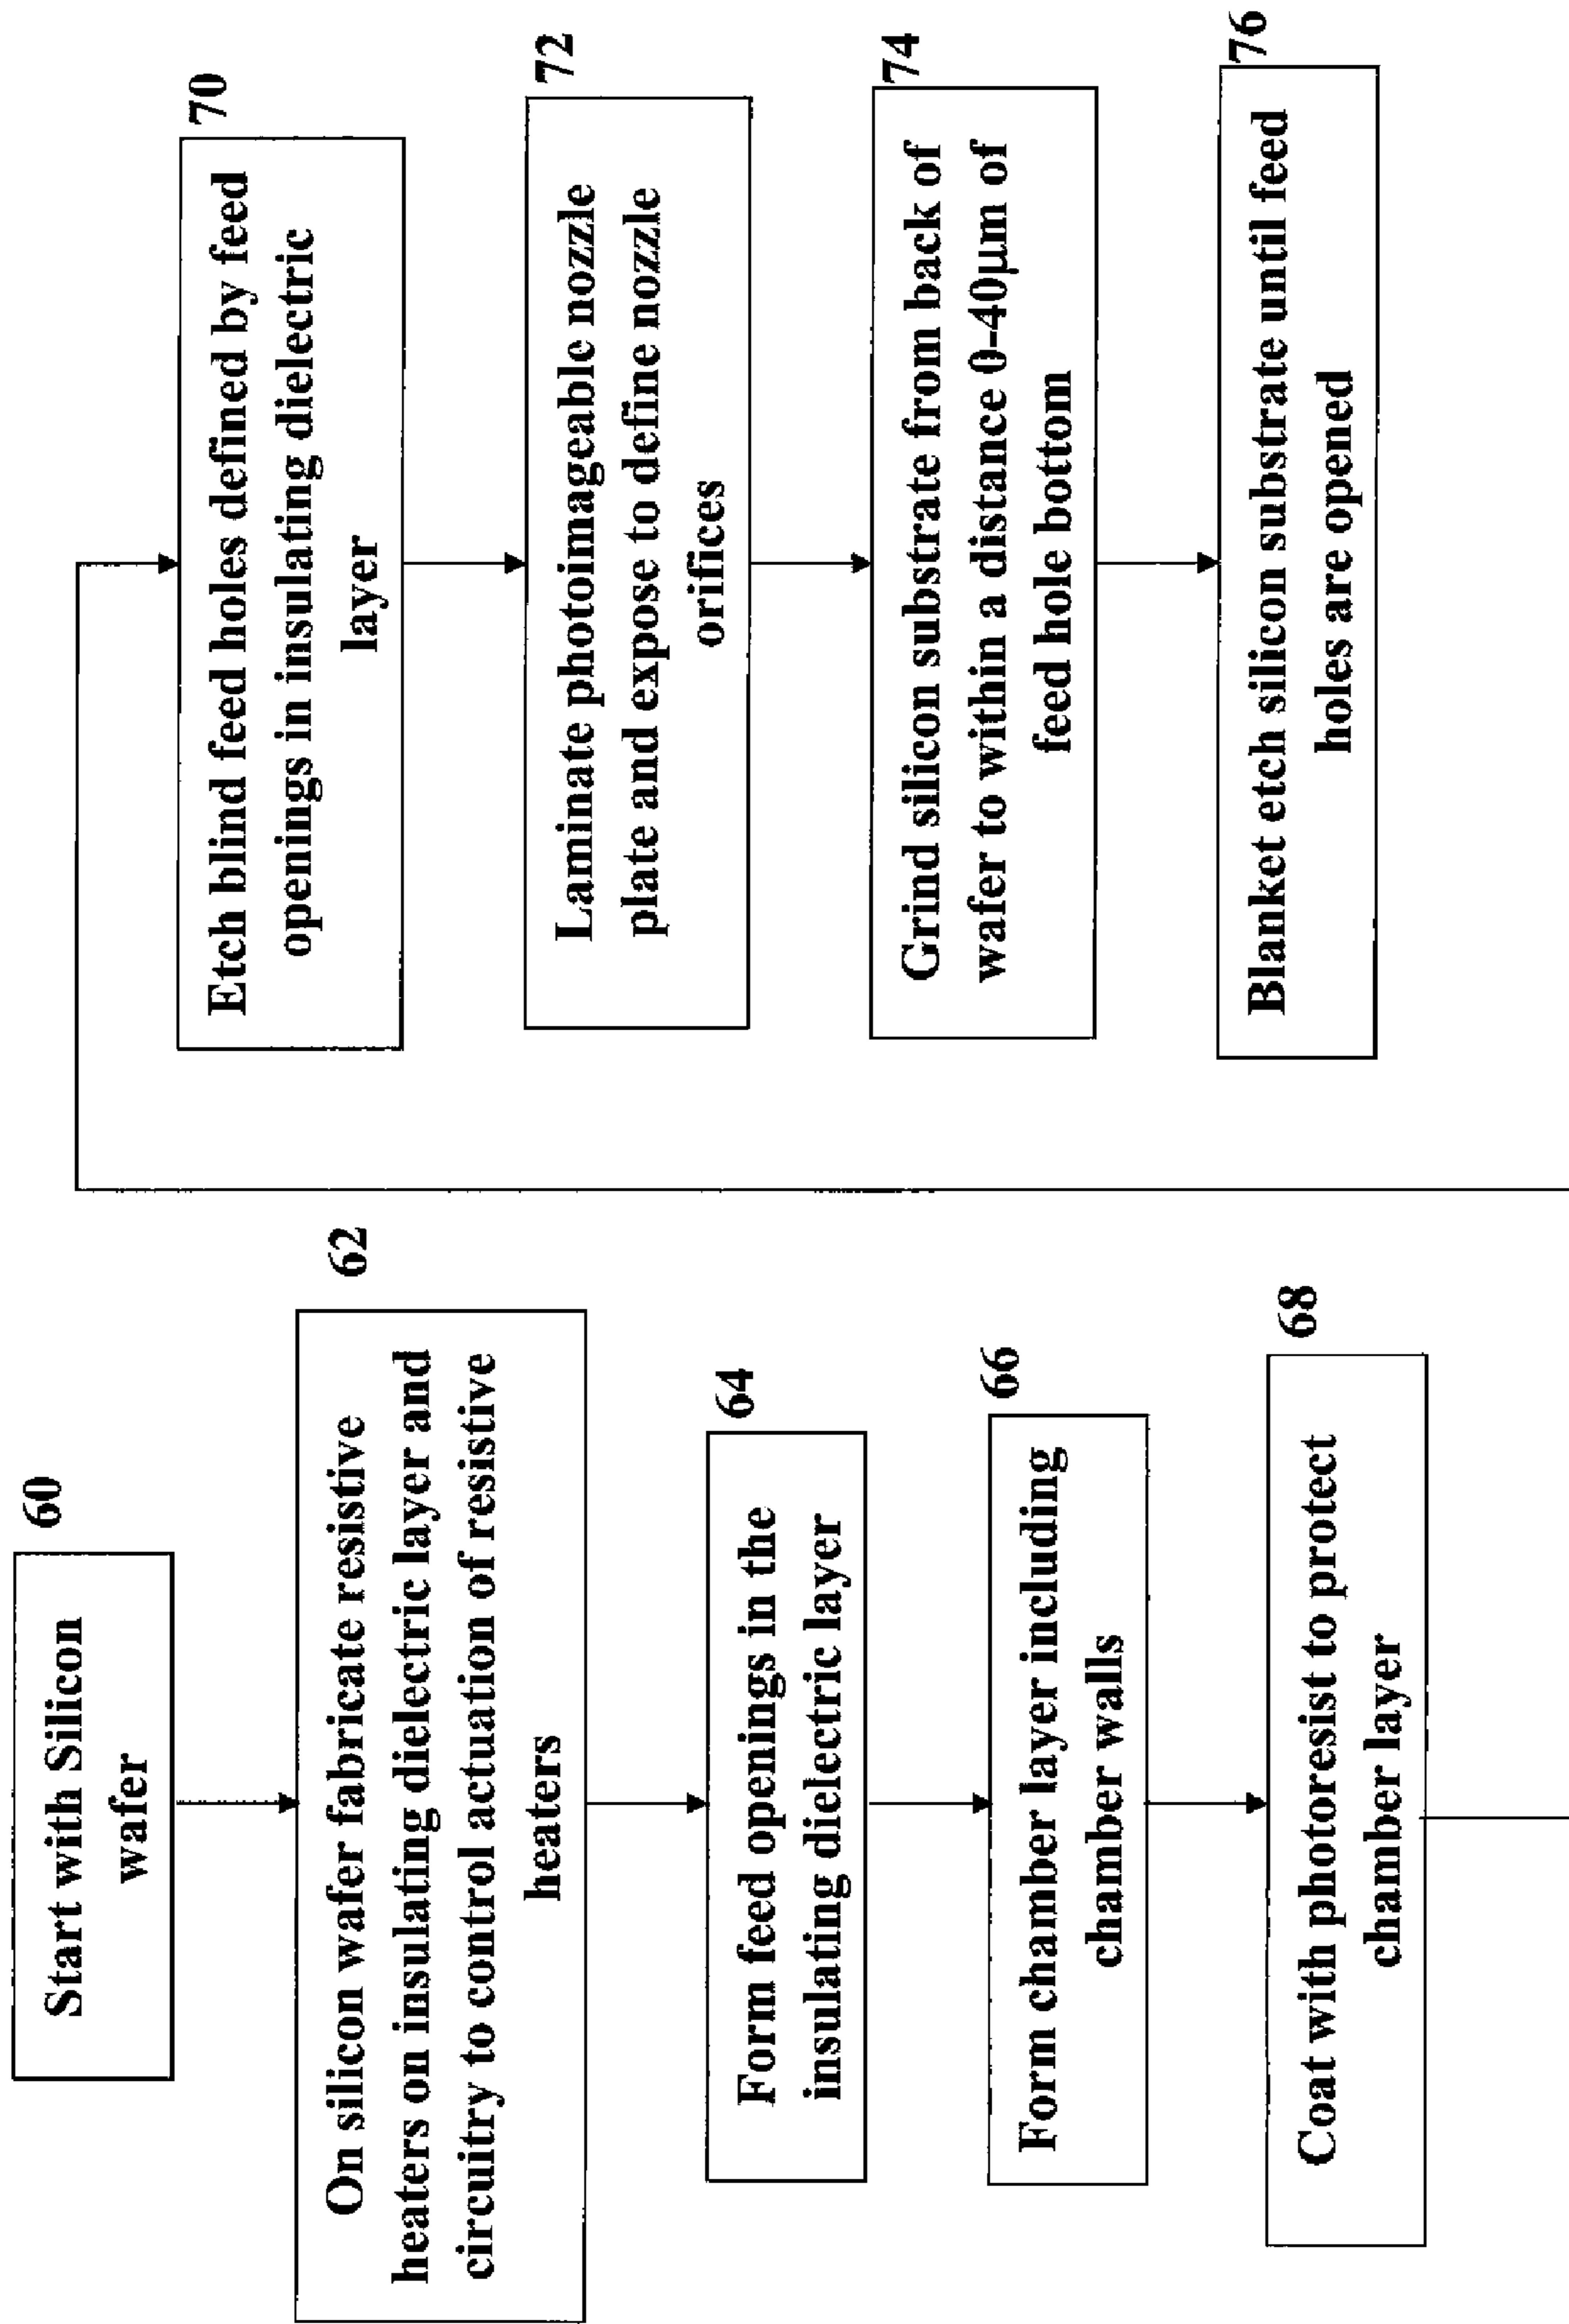 60
Start with Silicon
wafer
62
On silicon wafer fabricate resistive
heaters on insulating dielectric layer and
circuitry to control actuation of resistive
heaters
64
Form feed openings in the
insulating dielectric layer
66
Form chamber layer including
chamber walls
68
Coat with photoresist to protect
chamber layer
70
Etch blind feed holes defined by feed
openings in insulating dielectric
layer
72
Laminate photoimageable nozzle
plate and expose to define nozzle
orifices
74
Grind silicon substrate from back of
wafer to within a distance 0-40µm of
feed hole bottom
76
Blanket etch silicon substrate until feed
holes are opened